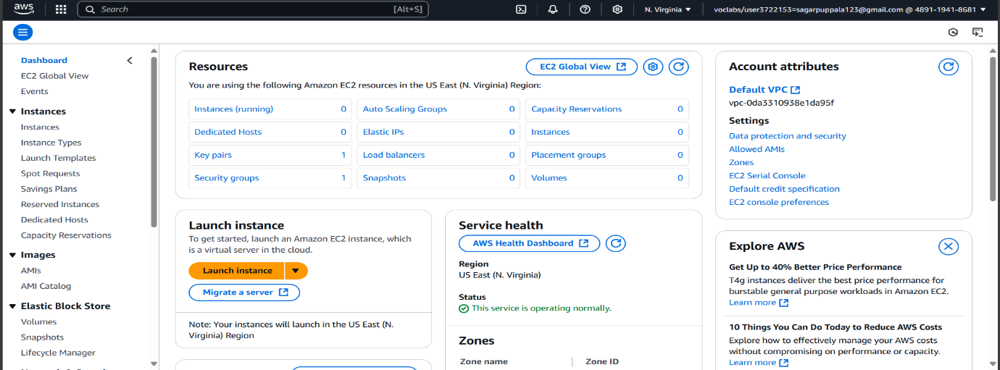 aws
Search [Alt+S]
N. Virginia
voclabs/user3722153=sagarpuppala123@gmail.com @ 4891-1941-8681
Dashboard
EC2 Global View
Events
Instances
Instances
Instance Types
Launch Templates
Spot Requests
Savings Plans
Reserved Instances
Dedicated Hosts
Capacity Reservations
Images
AMIs
AMI Catalog
Elastic Block Store
Volumes
Snapshots
Lifecycle Manager
Resources
EC2 Global View
You are using the following Amazon EC2 resources in the US East (N. Virginia) Region:
Instances (running) 0
Auto Scaling Groups 0
Capacity Reservations 0
Dedicated Hosts 0
Elastic IPs 0
Instances 0
Key pairs 1
Load balancers 0
Placement groups 0
Security groups 1
Snapshots 0
Volumes 0
Launch instance
To get started, launch an Amazon EC2 instance, which
is a virtual server in the cloud.
Launch instance
Migrate a server
Note: Your instances will launch in the US East (N.
Virginia) Region
Service health
AWS Health Dashboard
Region
US East (N. Virginia)
Status
This service is operating normally.
Zones
Zone name
Zone ID
Account attributes
Default VPC
vpc-0da3310938e1da95f
Settings
Data protection and security
Allowed AMIs
Zones
EC2 Serial Console
Default credit specification
EC2 console preferences
Explore AWS
Get Up to 40% Better Price Performance
T4g instances deliver the best price performance for
burstable general purpose workloads in Amazon EC2.
Learn more
10 Things You Can Do Today to Reduce AWS Costs
Explore how to effectively manage your AWS costs
without compromising on performance or capacity.
Learn more